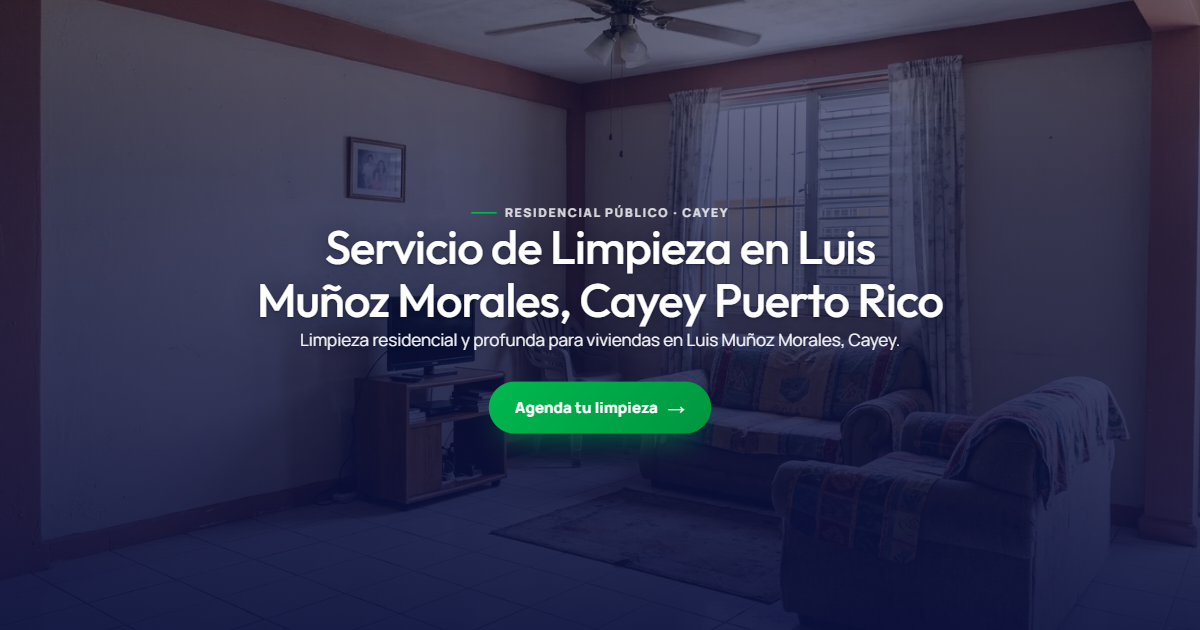 RESIDENCIAL PÚBLICO · CAYEY
Servicio de Limpieza en Luis
Muñoz Morales, Cayey Puerto Rico
Limpieza residencial y profunda para viviendas en Luis Muñoz Morales, Cayey.
Agenda tu limpieza →